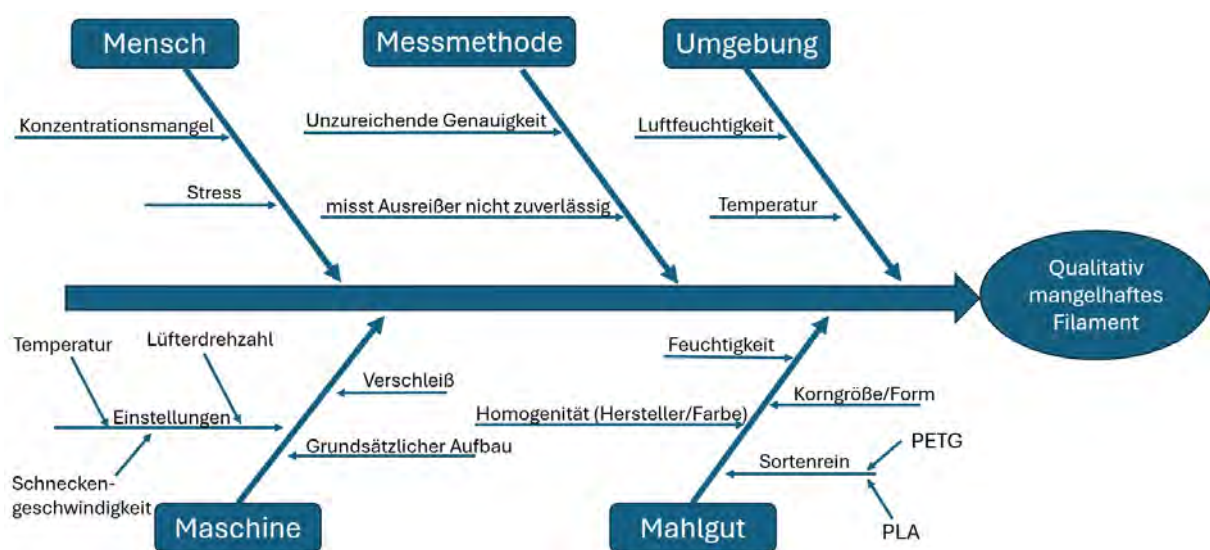 Mensch
Messmethode
Umgebung
Konzentrationsmangel
Unzureichende Genauigkeit
Luftfeuchtigkeit
Stress
misst Ausreißer nicht zuverlässig
Temperatur
Qualitativ
mangelhaftes
Filament
Temperatur
Lüfterdrehzahl
Feuchtigkeit
Verschleiß
Korngröße/Form
Einstellungen
Homogenität (Hersteller/Farbe)
Grundsätzlicher Aufbau
PETG
Sortenrein
Schnecken-
geschwindigkeit
PLA
Maschine
Mahlgut